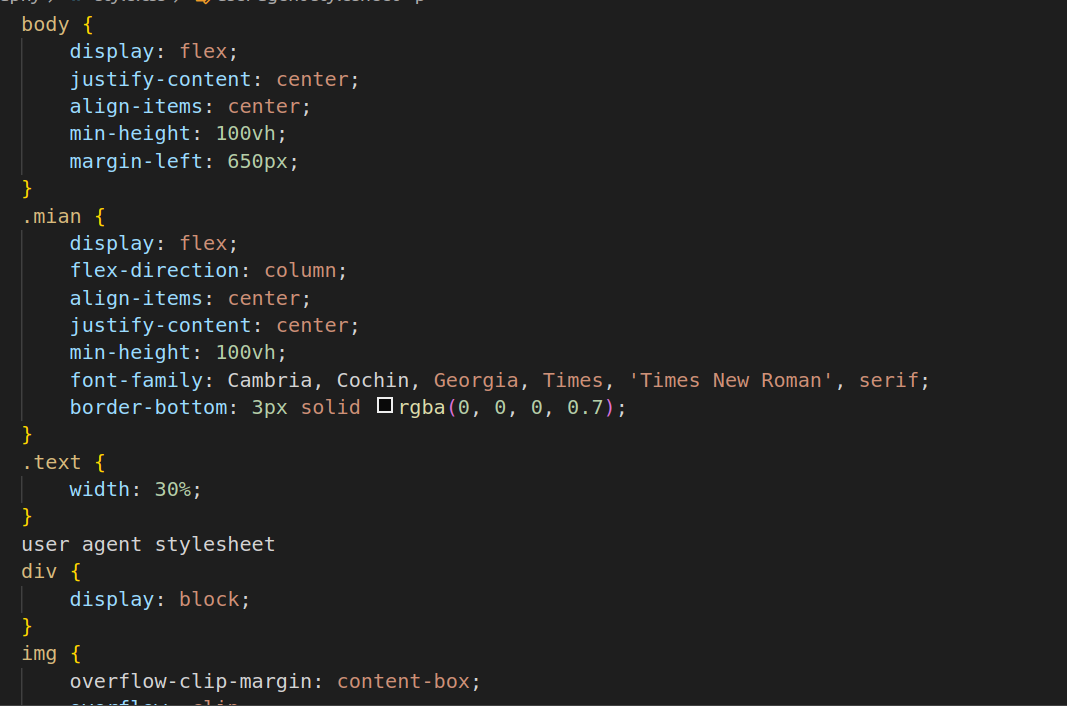 body {
    display: flex;
    justify-content: center;
    align-items: center;
    min-height: 100vh;
    margin-left: 650px;
}
.mian {
    display: flex;
    flex-direction: column;
    align-items: center;
    justify-content: center;
    min-height: 100vh;
    font-family: Cambria, Cochin, Georgia, Times, 'Times New Roman', serif;
    border-bottom: 3px solid rgba(0, 0, 0, 0.7);
}
.text {
    width: 30%;
}
user agent stylesheet
div {
    display: block;
}
img {
    overflow-clip-margin: content-box;